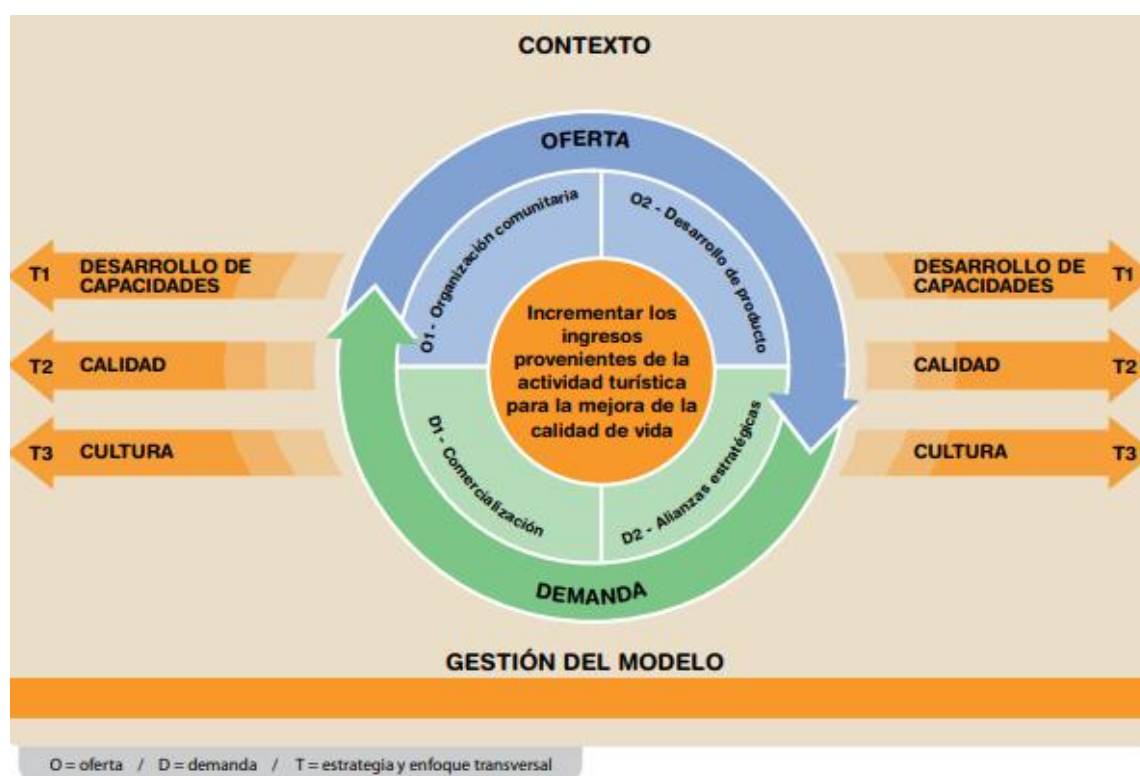 CONTEXTO
OFERTA
O1 - Organización comunitaria
O2 - Desarrollo de producto
T1 DESARROLLO DE
CAPACIDADES
T2 CALIDAD
T3 CULTURA
Incrementar los
ingresos
provenientes de la
actividad turística
para la mejora de la
calidad de vida
DESARROLLO DE
CAPACIDADES T1
CALIDAD T2
CULTURA T3
D1 - Comercialización
D2 - Alianzas estratégicas
DEMANDA
GESTIÓN DEL MODELO
O = oferta / D = demanda / T = estrategia y enfoque transversal